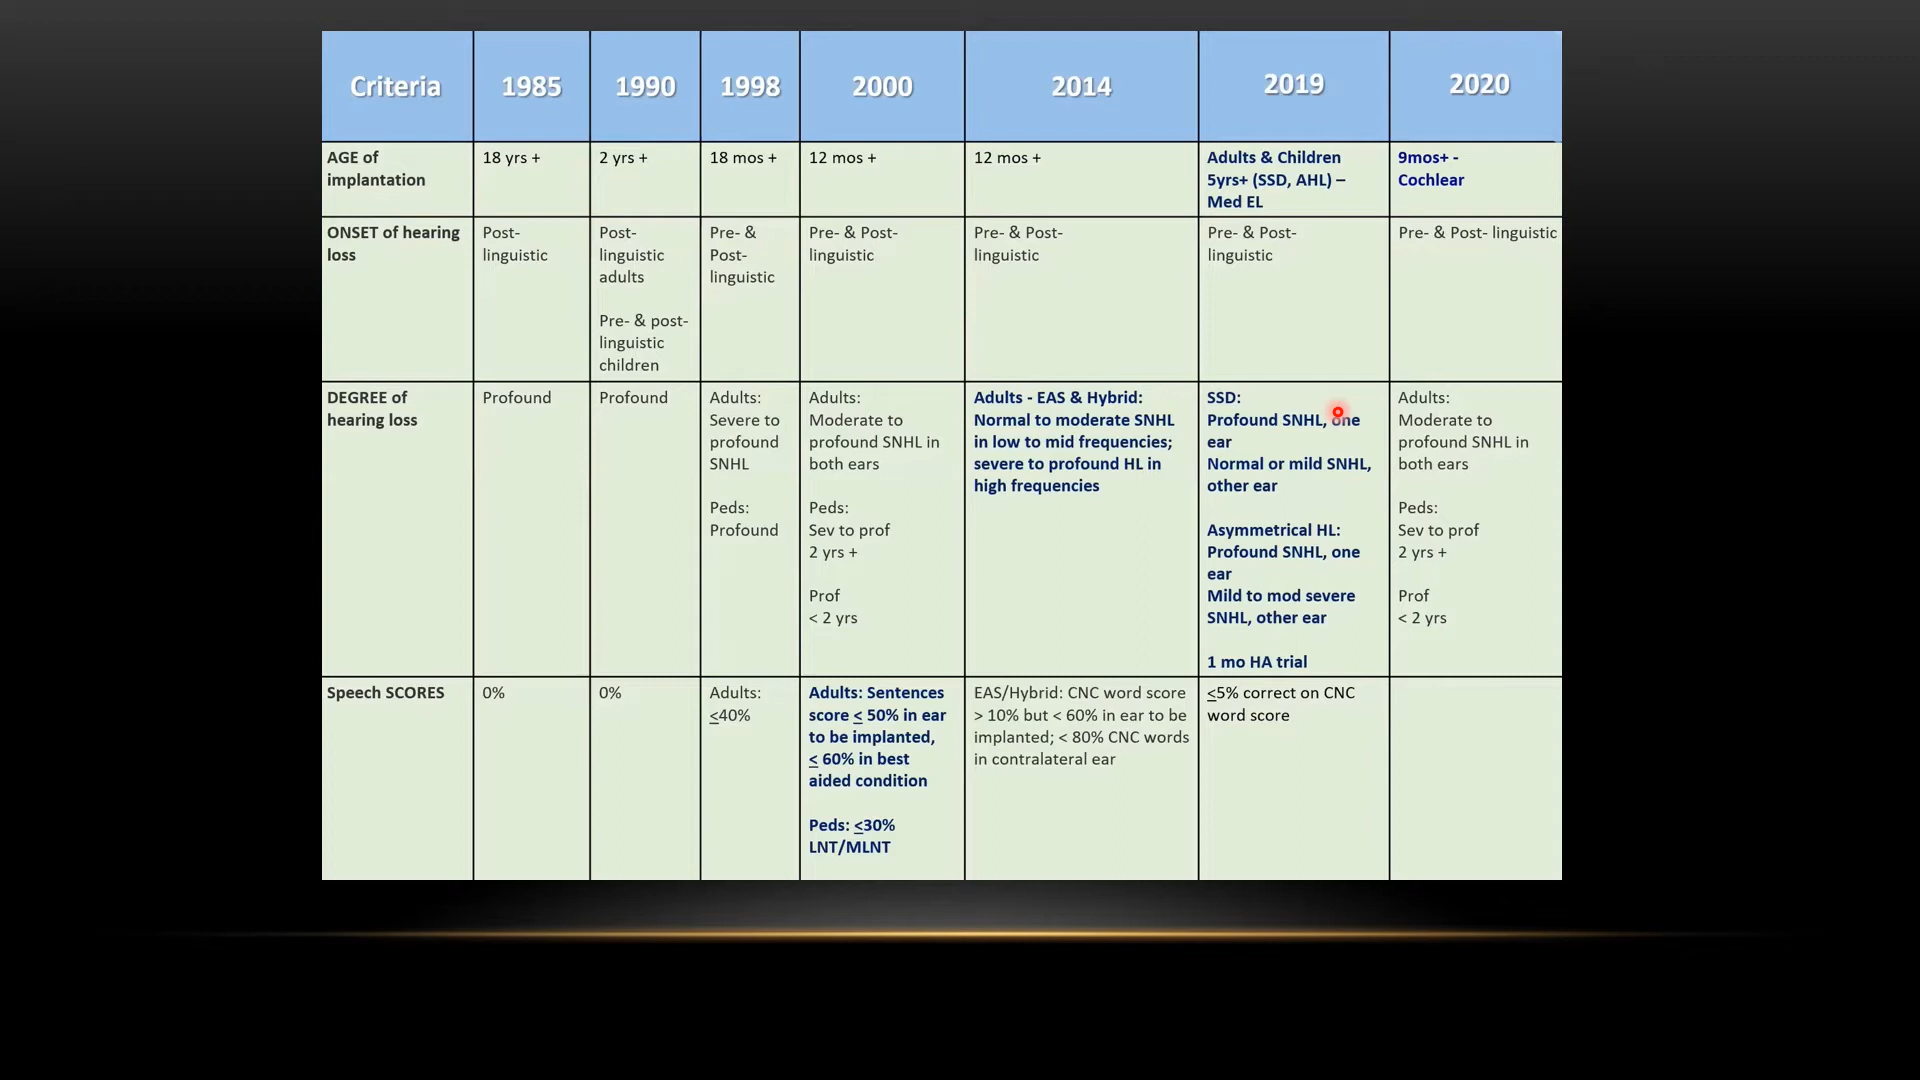 Criteria
1985
1990
1998
2000
2014
2019
2020
AGE of
implantation
18 yrs +
2 yrs +
18 mos +
12 mos +
12 mos +
Adults & Children
5yrs+ (SSD, AHL) –
Med EL
9mos+ -
Cochlear
ONSET of hearing
loss
Post-
linguistic
Post-
linguistic
adults
Pre- & post-
linguistic
children
Pre- &
Post-
linguistic
Pre- & Post-
linguistic
Pre- & Post-
linguistic
Pre- & Post-
linguistic
Pre- & Post- linguistic
DEGREE of
hearing loss
Profound
Profound
Adults:
Severe to
profound
SNHL
Peds:
Profound
Adults:
Moderate to
profound SNHL in
both ears
Peds:
Sev to prof
2 yrs +
Prof
< 2 yrs
Adults - EAS & Hybrid:
Normal to moderate SNHL
in low to mid frequencies;
severe to profound HL in
high frequencies
SSD:
Profound SNHL, one
ear
Normal or mild SNHL,
other ear
Asymmetrical HL:
Profound SNHL, one
ear
Mild to mod severe
SNHL, other ear
1 mo HA trial
Adults:
Moderate to
profound SNHL in
both ears
Peds:
Sev to prof
2 yrs +
Prof
< 2 yrs
Speech SCORES
0%
0%
Adults:
<40%
Adults: Sentences
score < 50% in ear
to be implanted,
< 60% in best
aided condition
Peds: <30%
LNT/MLNT
EAS/Hybrid: CNC word score
> 10% but < 60% in ear to be
implanted; < 80% CNC words
in contralateral ear
<5% correct on CNC
word score